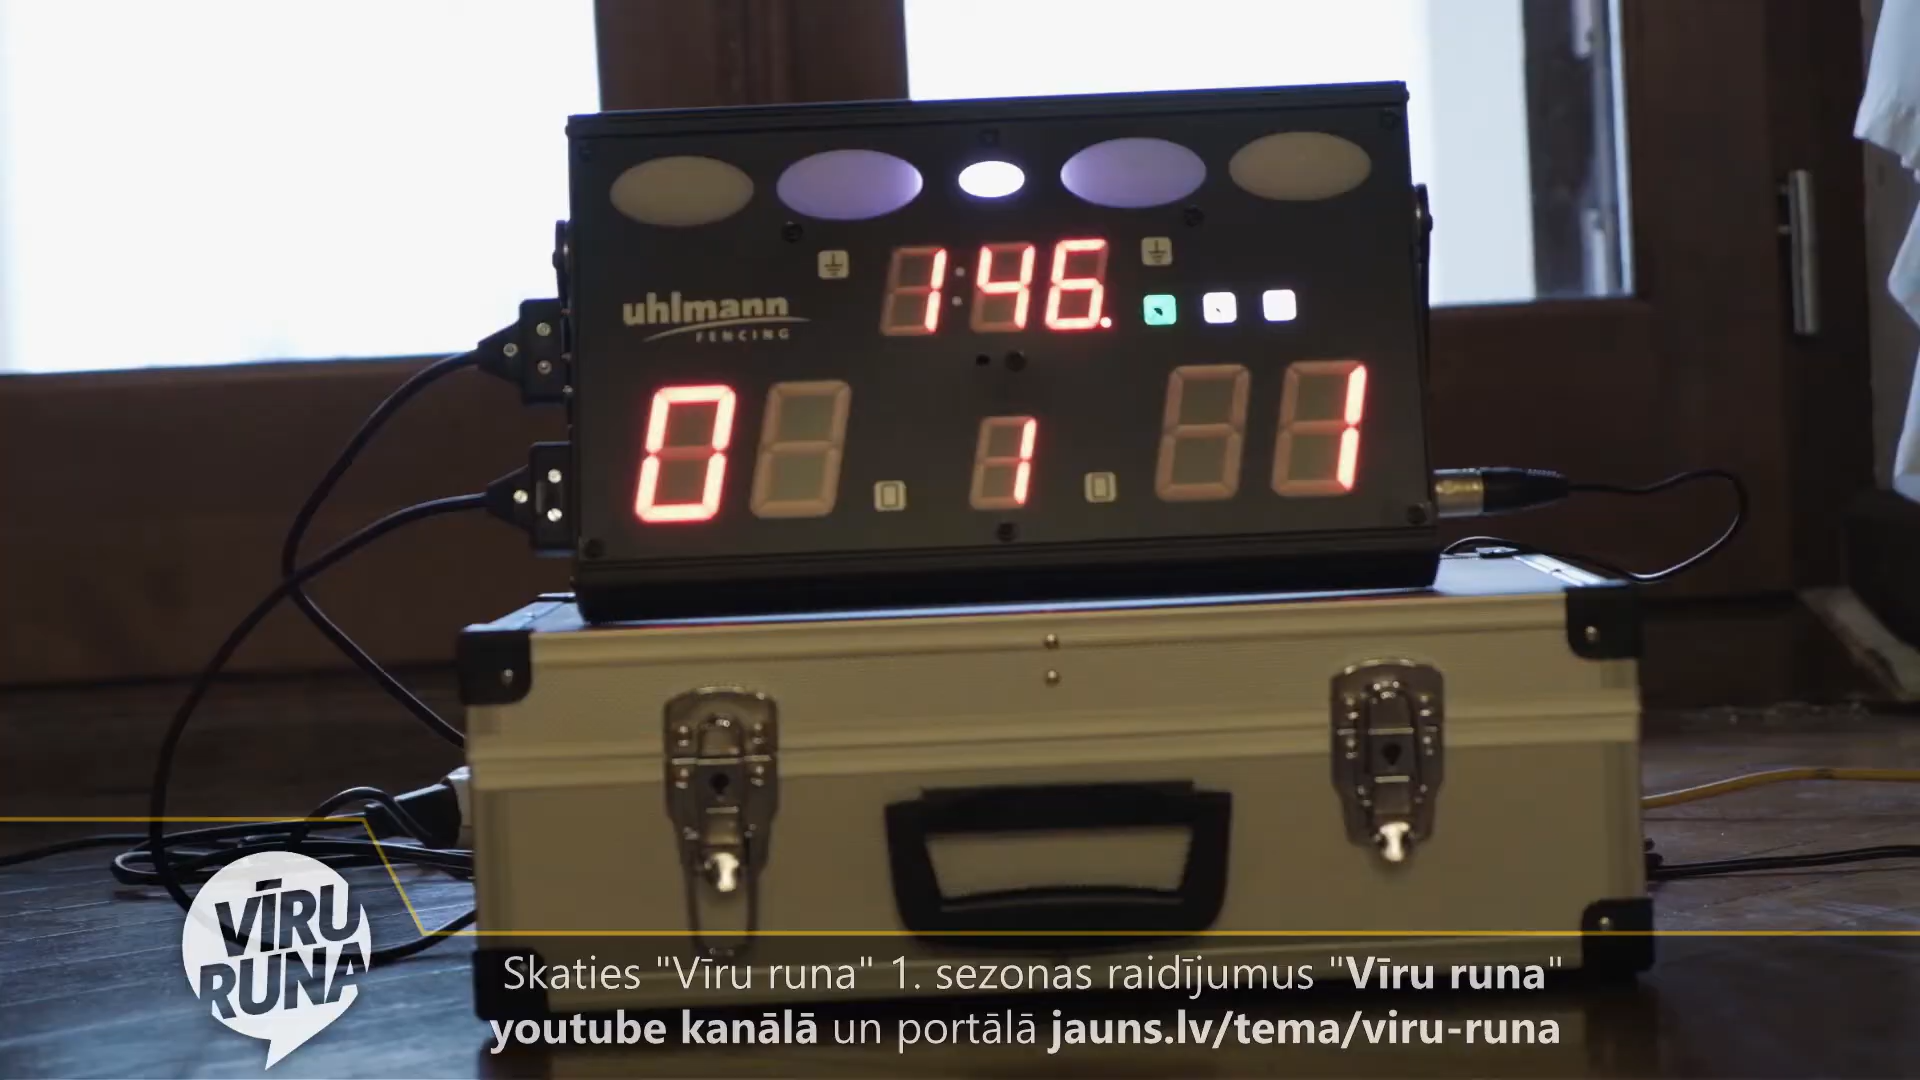 1:46.
uhlmann
FENCING
0 1 1
VĪRU
RUNA
Skaties "Vīru runa" 1. sezonas raidījumus "Vīru runa"
youtube kanālā un portālā jauns.lv/tema/viru-runa